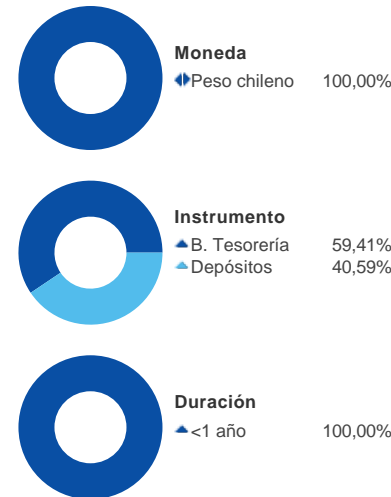 Moneda
Peso chileno 100,00%
Instrumento
B. Tesorería 59,41%
Depósitos 40,59%
Duración
<1 año 100,00%